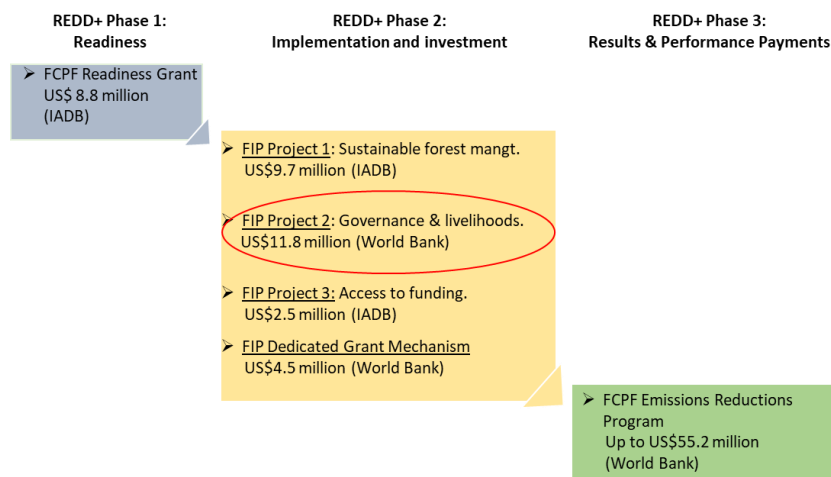 REDD+ Phase 1:
Readiness
REDD+ Phase 2:
Implementation and investment
REDD+ Phase 3:
Results & Performance Payments
➢ FCPF Readiness Grant
US$ 8.8 million
(IADB)
➢ FIP Project 1: Sustainable forest mangt.
US$9.7 million (IADB)
➢ FIP Project 2: Governance & livelihoods.
US$11.8 million (World Bank)
➢ FIP Project 3: Access to funding.
US$2.5 million (IADB)
➢ FIP Dedicated Grant Mechanism
US$4.5 million (World Bank)
➢ FCPF Emissions Reductions
Program
Up to US$55.2 million
(World Bank)